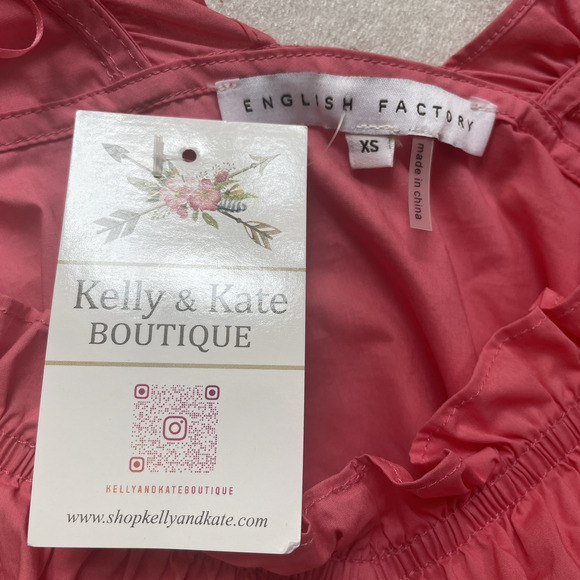 ENGLISH FACTORY
XS
made in china
Kelly & Kate
BOUTIQUE
KELLYANDKATEBOUTIQUE
www.shopkellyandkate.com